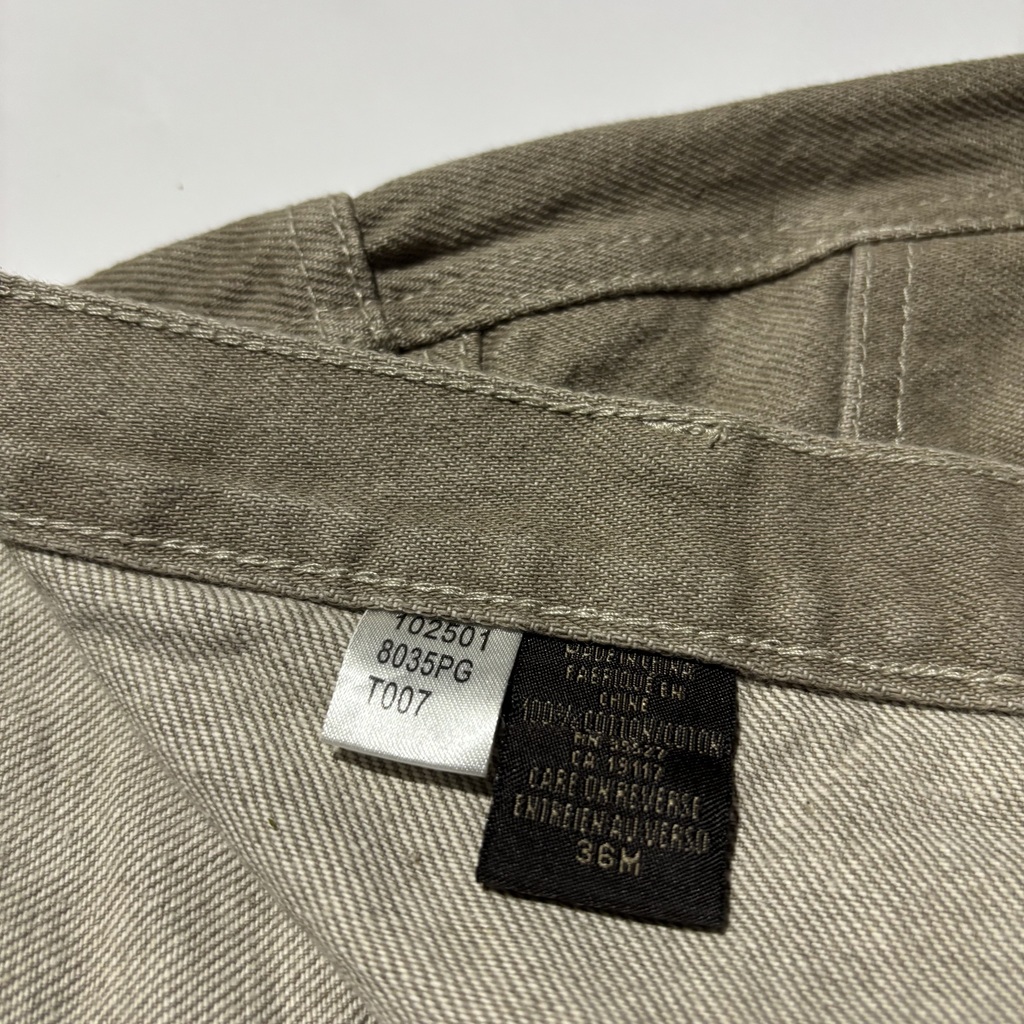 102501
8035PG
T007
MADE IN CHINA
FABRIQUÉ EN
CHINE
100% COTTON/COTON
CA 19117
CARE ON REVERSE
ENTRETIEN AU VERSO
36M